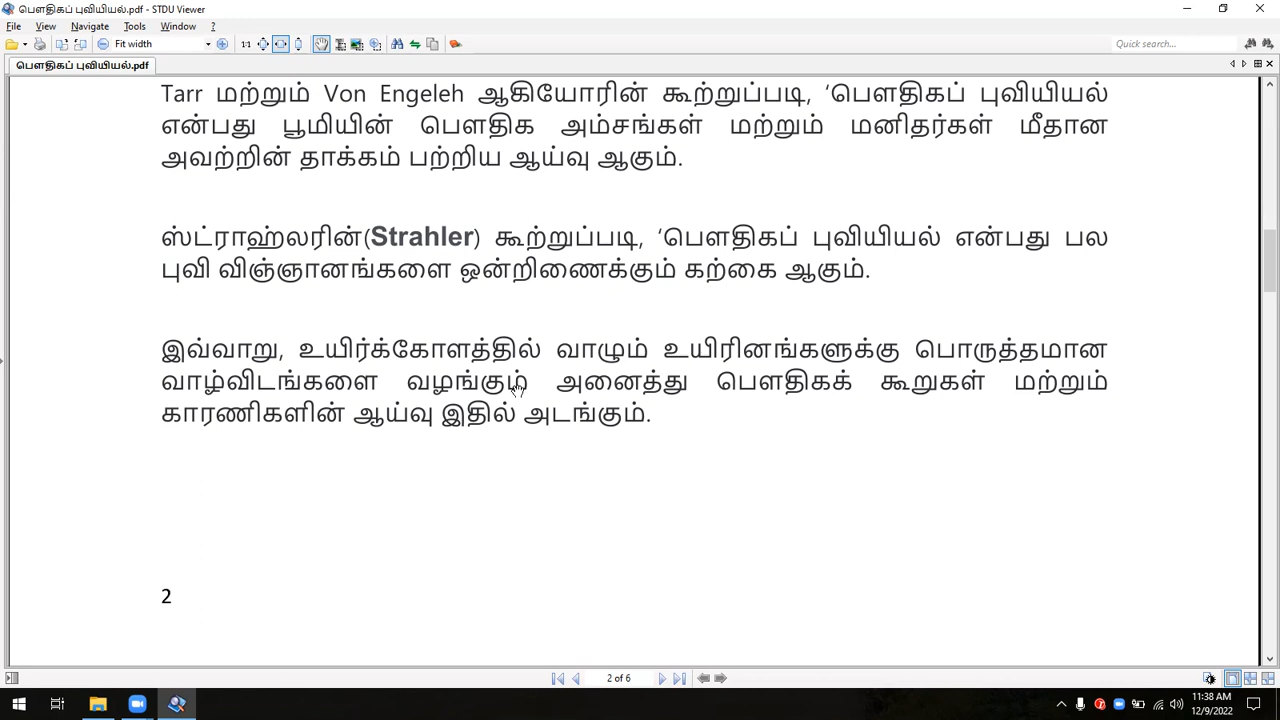 பௌதிகப் புவியியல்.pdf - STDU Viewer
File View Navigate Tools Window ?
Fit width
1:1
Quick search...
பௌதிகப் புவியியல்.pdf
Tarr மற்றும் Von Engeleh ஆகியோரின் கூற்றுப்படி, ‘பௌதிகப் புவியியல்
என்பது பூமியின் பௌதிக அம்சங்கள் மற்றும் மனிதர்கள் மீதான
அவற்றின் தாக்கம் பற்றிய ஆய்வு ஆகும்.
ஸ்ட்ராஹ்லரின்(Strahler) கூற்றுப்படி, ‘பௌதிகப் புவியியல் என்பது பல
புவி விஞ்ஞானங்களை ஒன்றிணைக்கும் கற்கை ஆகும்.
இவ்வாறு, உயிர்க்கோளத்தில் வாழும் உயிரினங்களுக்கு பொருத்தமான
வாழ்விடங்களை வழங்கும் அனைத்து பௌதிகக் கூறுகள் மற்றும்
காரணிகளின் ஆய்வு இதில் அடங்கும்.
2
2 of 6
11:38 AM
12/9/2022